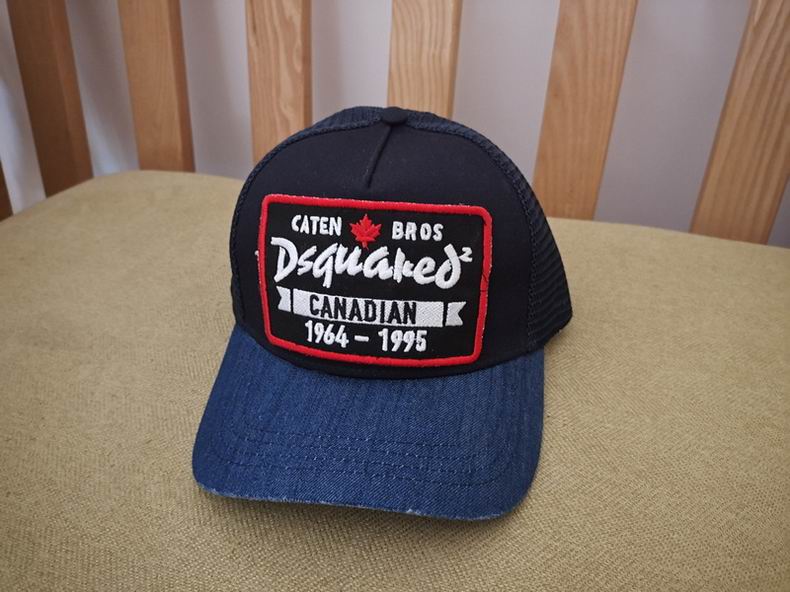 CATEN BROS
Dsquared²
CANADIAN
1964 - 1995